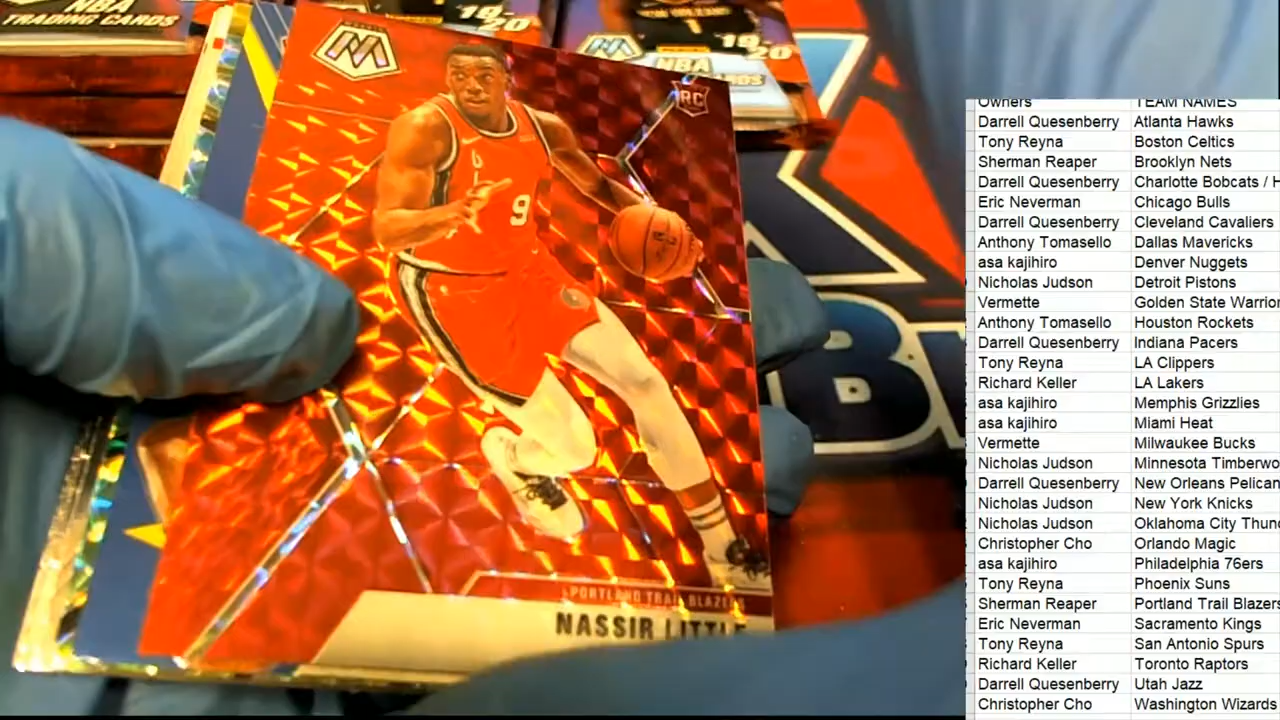 NBA
TRADING CARDS
19-20
NEW ORLEANS
1
19-20
NBA
CARDS
MOSAIC
M
RC
9
PORTLAND TRAIL BLAZERS
NASSIR LITTLE
B
Owners TEAM NAMES
Darrell Quesenberry Atlanta Hawks
Tony Reyna Boston Celtics
Sherman Reaper Brooklyn Nets
Darrell Quesenberry Charlotte Bobcats / H
Eric Neverman Chicago Bulls
Darrell Quesenberry Cleveland Cavaliers
Anthony Tomasello Dallas Mavericks
asa kajihiro Denver Nuggets
Nicholas Judson Detroit Pistons
Vermette Golden State Warrior
Anthony Tomasello Houston Rockets
Darrell Quesenberry Indiana Pacers
Tony Reyna LA Clippers
Richard Keller LA Lakers
asa kajihiro Memphis Grizzlies
asa kajihiro Miami Heat
Vermette Milwaukee Bucks
Nicholas Judson Minnesota Timberwo
Darrell Quesenberry New Orleans Pelican
Nicholas Judson New York Knicks
Nicholas Judson Oklahoma City Thun
Christopher Cho Orlando Magic
asa kajihiro Philadelphia 76ers
Tony Reyna Phoenix Suns
Sherman Reaper Portland Trail Blazers
Eric Neverman Sacramento Kings
Tony Reyna San Antonio Spurs
Richard Keller Toronto Raptors
Darrell Quesenberry Utah Jazz
Christopher Cho Washington Wizards